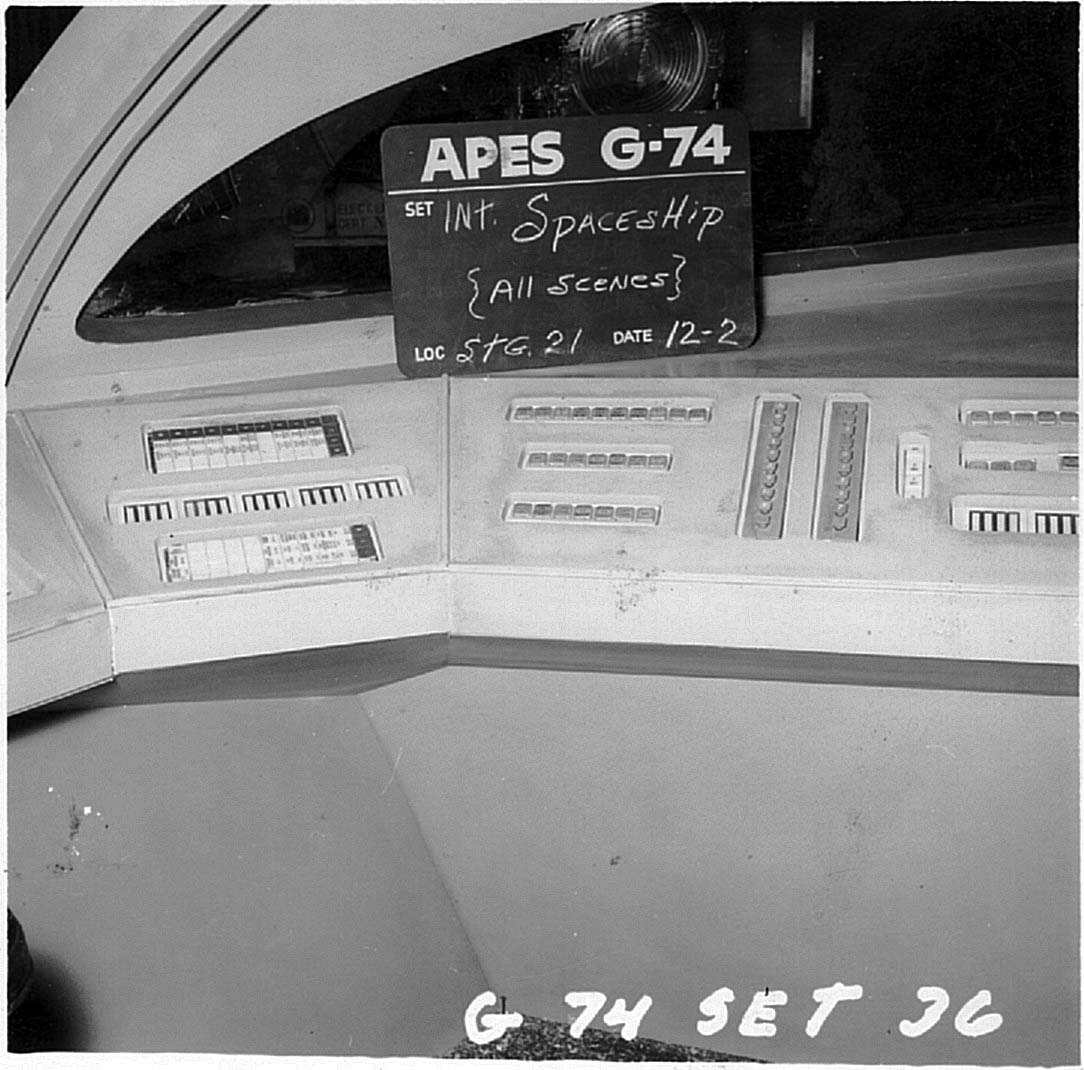 APES G-74
SET INT. SPACESHIP
{All SCENES}
LOC STG. 21 DATE 12-2
G 74 SET 36